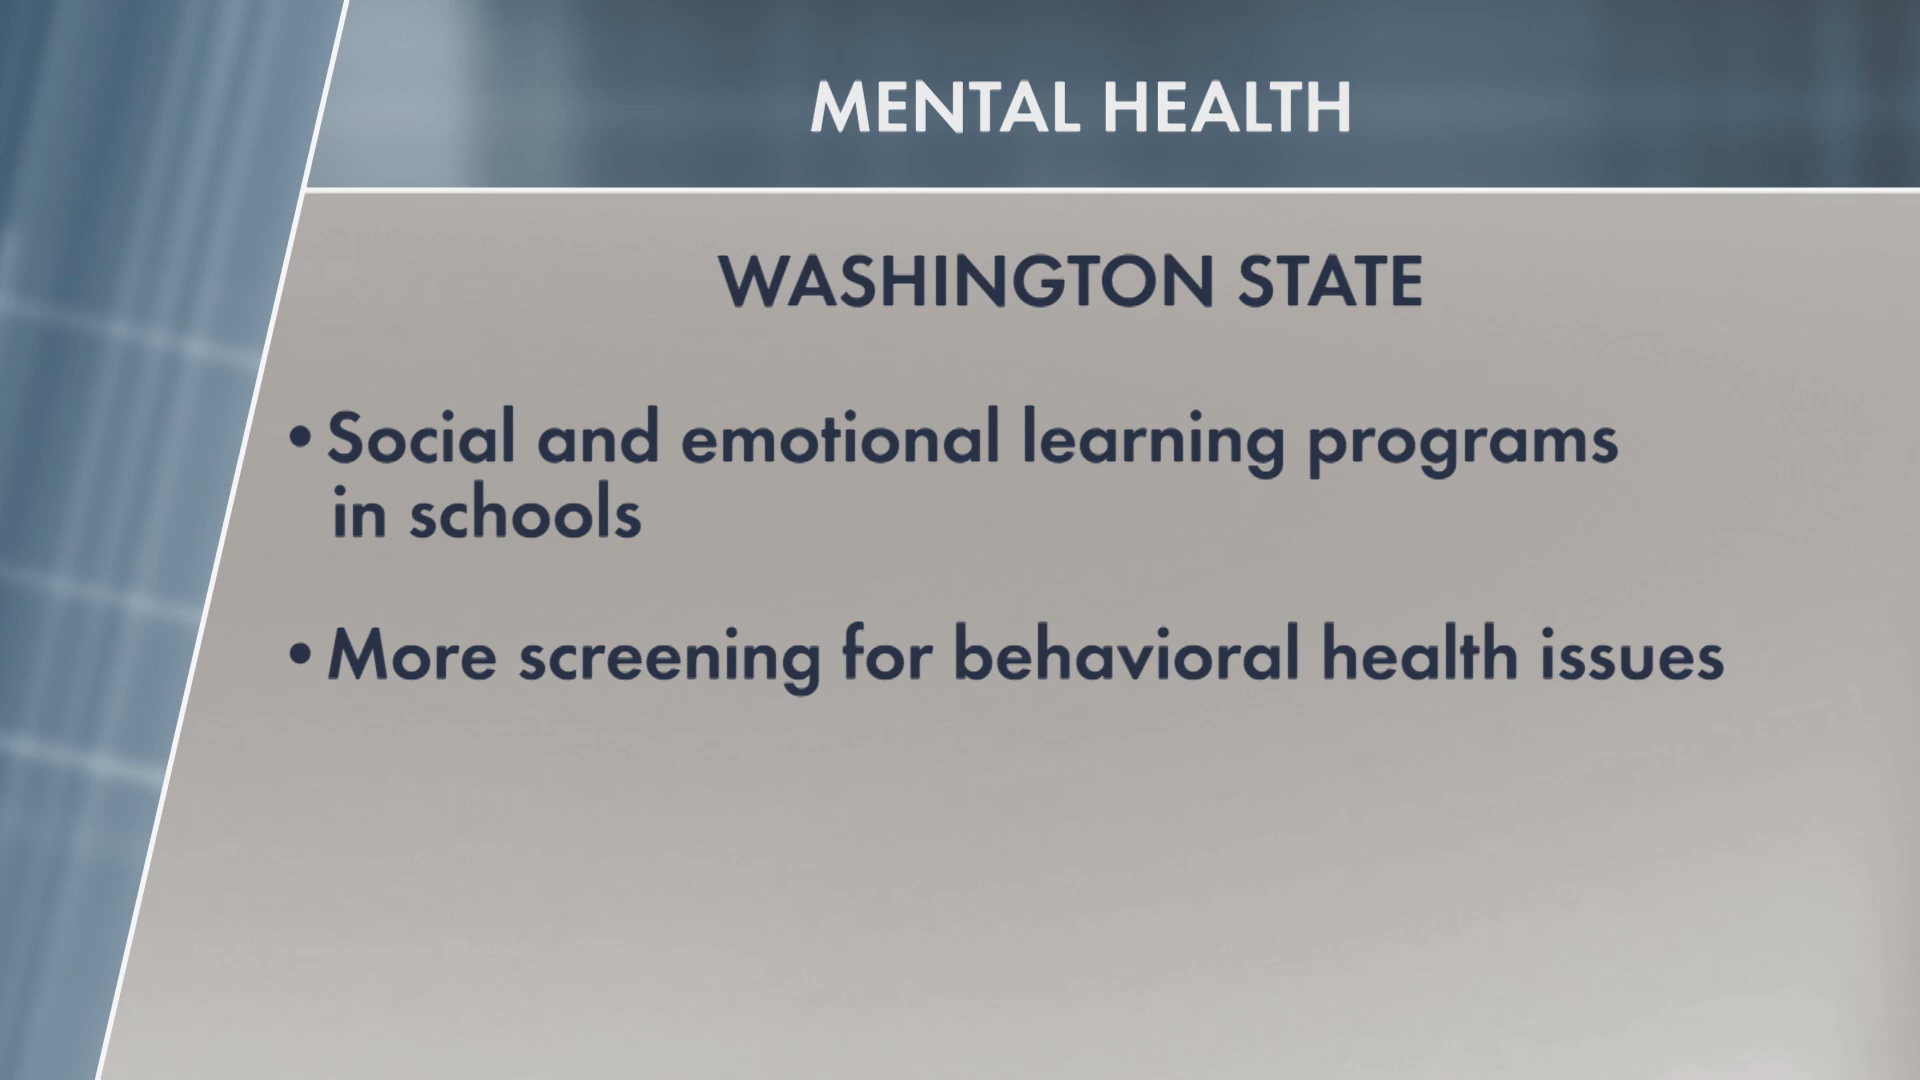 MENTAL HEALTH
WASHINGTON STATE
•Social and emotional learning programs
in schools
•More screening for behavioral health issues